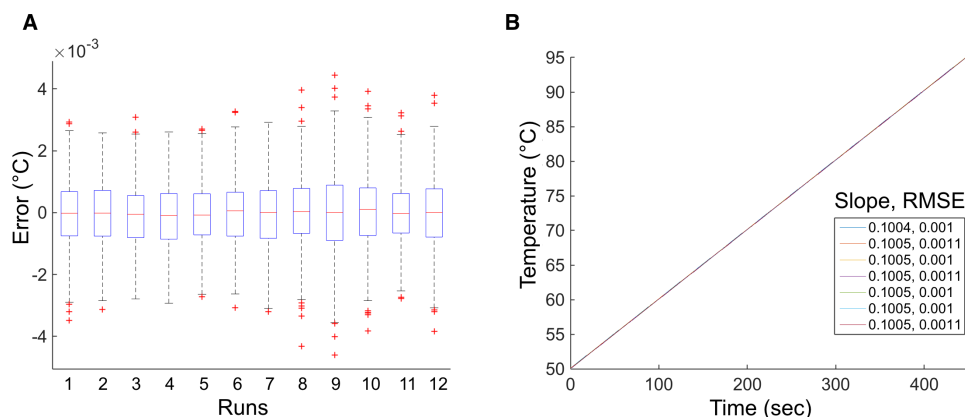 A
×10⁻³
4
2
0
-2
-4
Error (°C)
1 2 3 4 5 6 7 8 9 10 11 12
Runs
B
95
90
85
80
75
70
65
60
55
50
Temperature (°C)
0 100 200 300 400
Time (sec)
Slope, RMSE
0.1004, 0.001
0.1005, 0.0011
0.1005, 0.001
0.1005, 0.0011
0.1005, 0.001
0.1005, 0.001
0.1005, 0.0011